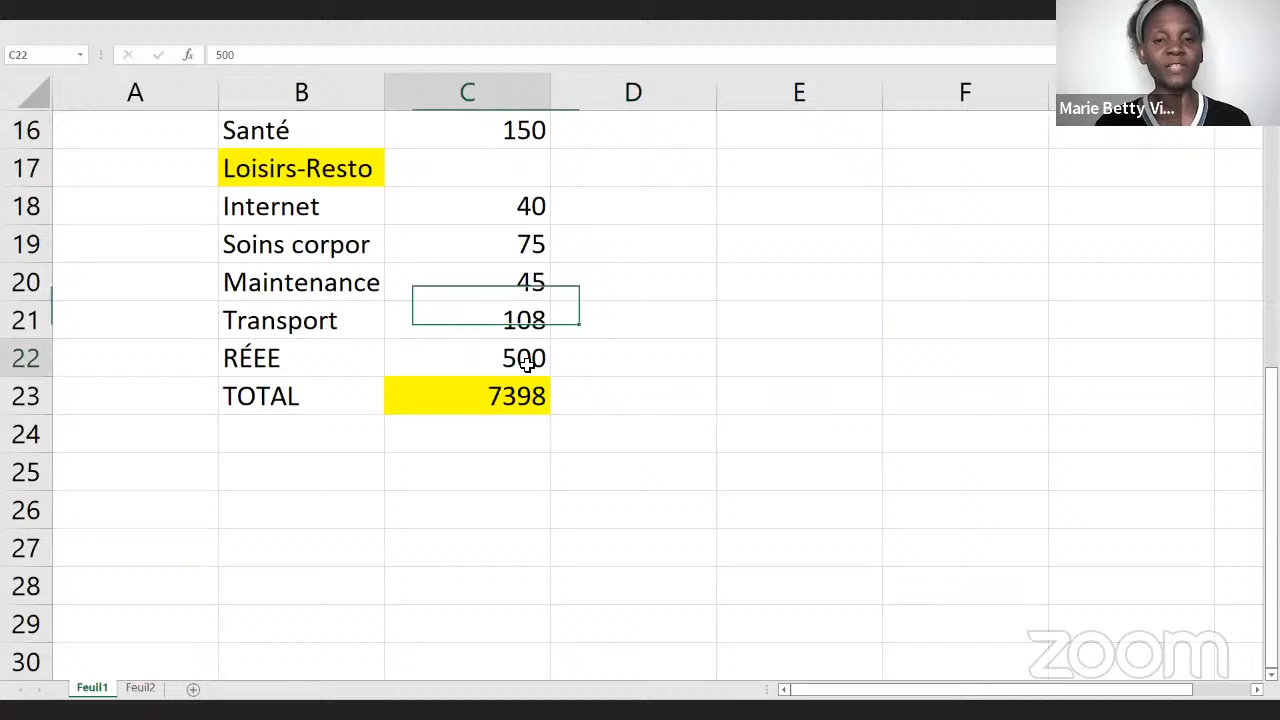 C22 fx 500
A B C D E F
16 Santé 150
17 Loisirs-Resto
18 Internet 40
19 Soins corpor 75
20 Maintenance 45
21 Transport 108
22 RÉEE 500
23 TOTAL 7398
24
25
26
27
28
29
30
Feuil1 Feuil2
Marie Betty Vi...
zoom